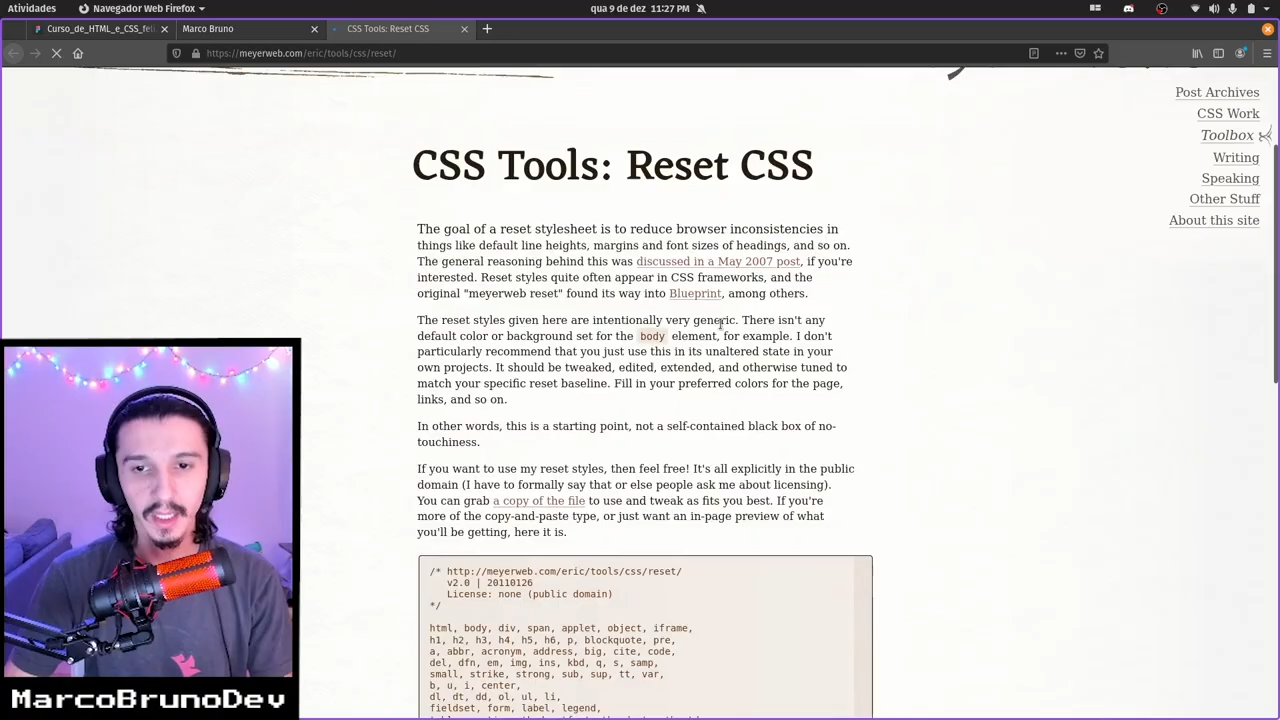 Atividades
Navegador Web Firefox
qua 9 de dez 11:27 PM
Curso_de_HTML_e_CSS_feli
Marco Bruno
CSS Tools: Reset CSS
https://meyerweb.com/eric/tools/css/reset/
Post Archives
CSS Work
Toolbox
Writing
Speaking
Other Stuff
About this site
CSS Tools: Reset CSS
The goal of a reset stylesheet is to reduce browser inconsistencies in
things like default line heights, margins and font sizes of headings, and so on.
The general reasoning behind this was discussed in a May 2007 post, if you're
interested. Reset styles quite often appear in CSS frameworks, and the
original "meyerweb reset" found its way into Blueprint, among others.
The reset styles given here are intentionally very generic. There isn't any
default color or background set for the body element, for example. I don't
particularly recommend that you just use this in its unaltered state in your
own projects. It should be tweaked, edited, extended, and otherwise tuned to
match your specific reset baseline. Fill in your preferred colors for the page,
links, and so on.
In other words, this is a starting point, not a self-contained black box of no-
touchiness.
If you want to use my reset styles, then feel free! It's all explicitly in the public
domain (I have to formally say that or else people ask me about licensing).
You can grab a copy of the file to use and tweak as fits you best. If you're
more of the copy-and-paste type, or just want an in-page preview of what
you'll be getting, here it is.
/* http://meyerweb.com/eric/tools/css/reset/
v2.0 | 20110126
License: none (public domain)
*/
html, body, div, span, applet, object, iframe,
h1, h2, h3, h4, h5, h6, p, blockquote, pre,
a, abbr, acronym, address, big, cite, code,
del, dfn, em, img, ins, kbd, q, s, samp,
small, strike, strong, sub, sup, tt, var,
b, u, i, center,
dl, dt, dd, ol, ul, li,
fieldset, form, label, legend,
MarcoBrunoDev